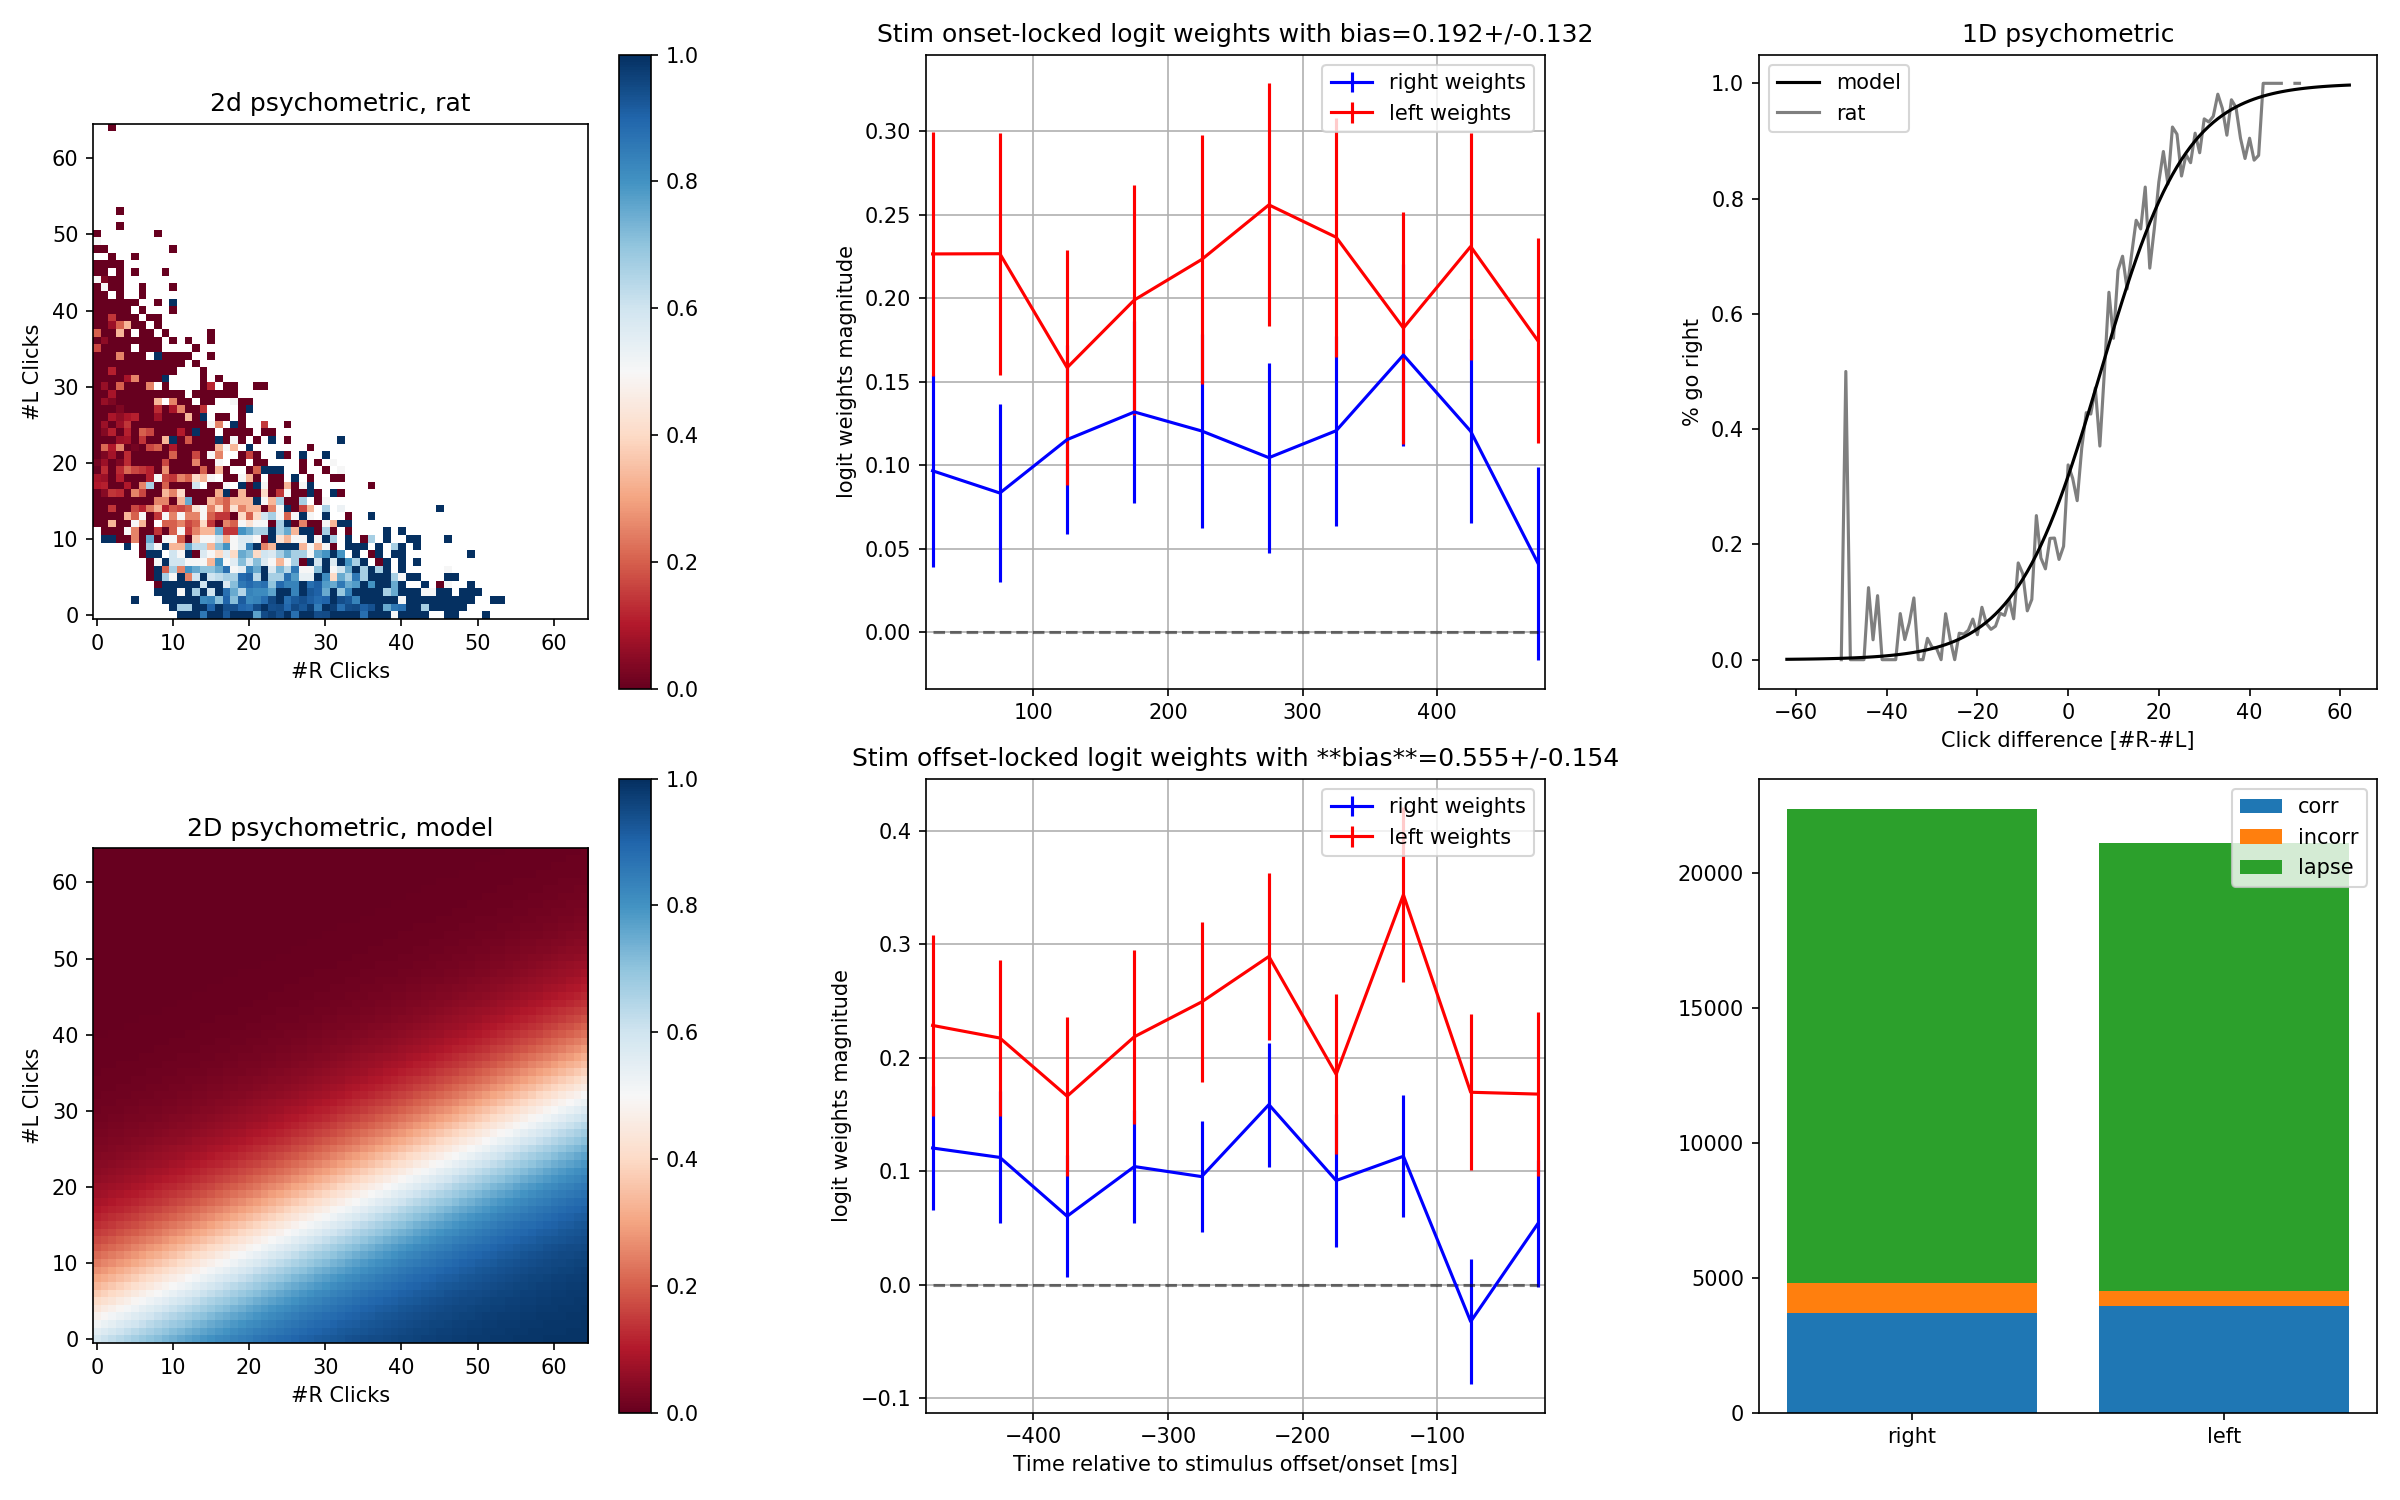 2d psychometric, rat
60
50
40
30
20
10
0
#L Clicks
0 10 20 30 40 50 60
#R Clicks
1.0
0.8
0.6
0.4
0.2
0.0
Stim onset-locked logit weights with bias=0.192+/-0.132
right weights
left weights
0.30
0.25
0.20
0.15
0.10
0.05
0.00
logit weights magnitude
100 200 300 400
1D psychometric
model
rat
1.0
0.8
0.6
0.4
0.2
0.0
% go right
−60 −40 −20 0 20 40 60
Click difference [#R-#L]
2D psychometric, model
60
50
40
30
20
10
0
#L Clicks
0 10 20 30 40 50 60
#R Clicks
1.0
0.8
0.6
0.4
0.2
0.0
Stim offset-locked logit weights with **bias**=0.555+/-0.154
right weights
left weights
0.4
0.3
0.2
0.1
0.0
−0.1
logit weights magnitude
−400 −300 −200 −100
Time relative to stimulus offset/onset [ms]
corr
incorr
lapse
20000
15000
10000
5000
0
right left